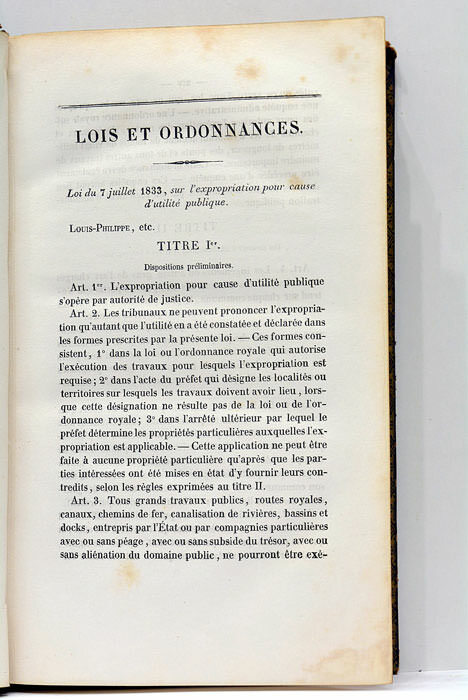 LOIS ET ORDONNANCES.
Loi du 7 juillet 1833, sur l'expropriation pour cause
d'utilité publique.
Louis-Philippe, etc.
TITRE Ier.
Dispositions préliminaires.
Art. 1er. L'expropriation pour cause d'utilité publique
s'opère par autorité de justice.
Art. 2. Les tribunaux ne peuvent prononcer l'expropria-
tion qu'autant que l'utilité en a été constatée et déclarée dans
les formes prescrites par la présente loi. — Ces formes con-
sistent, 1° dans la loi ou l'ordonnance royale qui autorise
l'exécution des travaux pour lesquels l'expropriation est
requise; 2° dans l'acte du préfet qui désigne les localités ou
territoires sur lesquels les travaux doivent avoir lieu, lors-
que cette désignation ne résulte pas de la loi ou de l'or-
donnance royale; 3° dans l'arrêté ultérieur par lequel le
préfet détermine les propriétés particulières auxquelles l'ex-
propriation est applicable. — Cette application ne peut être
faite à aucune propriété particulière qu'après que les par-
ties intéressées ont été mises en état d'y fournir leurs con-
tredits, selon les règles exprimées au titre II.
Art. 3. Tous grands travaux publics, routes royales,
canaux, chemins de fer, canalisation de rivières, bassins et
docks, entrepris par l'État ou par compagnies particulières
avec ou sans péage, avec ou sans subside du trésor, avec ou
sans aliénation du domaine public, ne pourront être exé-